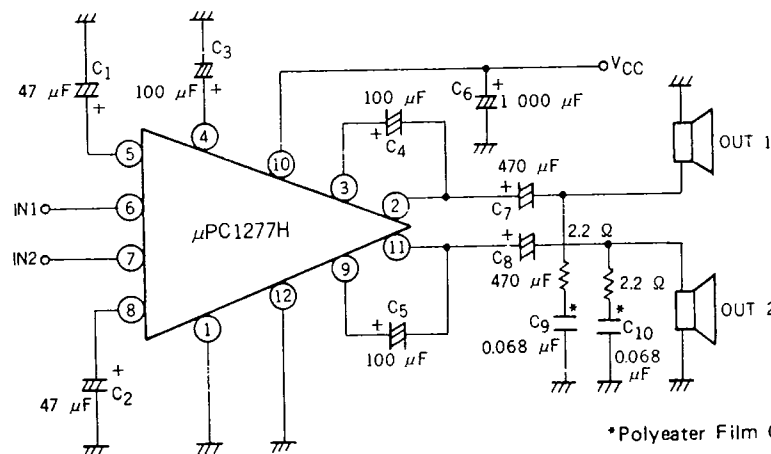 C1
47 μF
+
C3
100 μF
+
4
5
10
VCC
C6
+
1 000 μF
100 μF
+
C4
3
470 μF
+
C7
OUT 1
IN1
6
μPC1277H
2
11
IN2
7
+
C8
470 μF
2.2 Ω
2.2 Ω
9
8
12
1
+
C5
100 μF
*
C9
0.068 μF
*
C10
0.068 μF
OUT 2
+
C2
47 μF
*Polyeater Film (